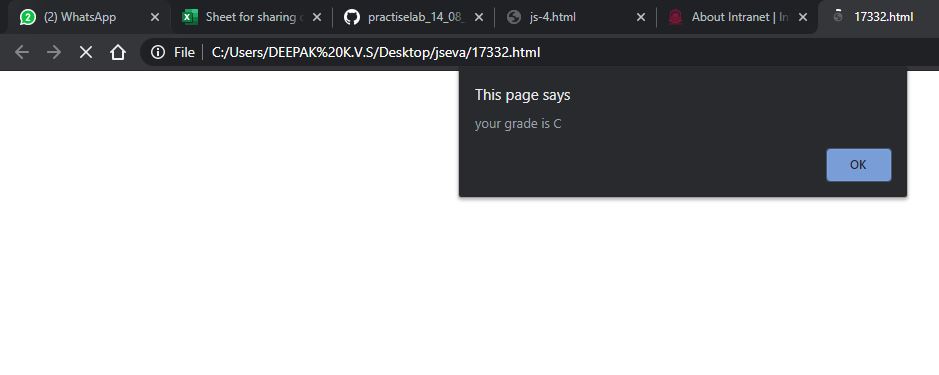 (2) WhatsApp
Sheet for sharing
practiselab_14_08_
js-4.html
About Intranet | In
17332.html
File | C:/Users/DEEPAK%20K.V.S/Desktop/jseva/17332.html
This page says
your grade is C
OK